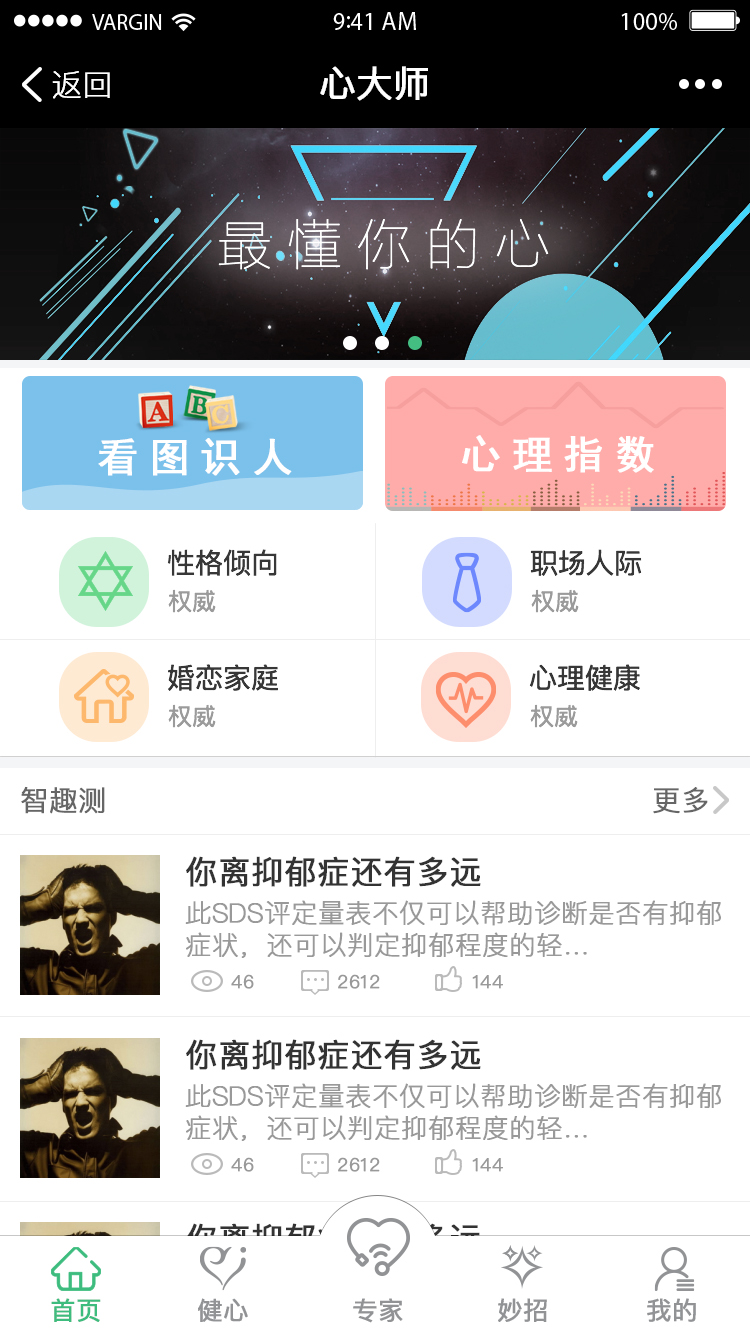 VARGIN 9:41 AM 100%
返回 心大师
最懂你的心
A B C
看图识人 心理指数
性格倾向 职场人际
权威 权威
婚恋家庭 心理健康
权威 权威
智趣测 更多
你离抑郁症还有多远
此SDS评定量表不仅可以帮助诊断是否有抑郁
症状，还可以判定抑郁程度的轻...
46 2612 144
你离抑郁症还有多远
此SDS评定量表不仅可以帮助诊断是否有抑郁
症状，还可以判定抑郁程度的轻...
46 2612 144
首页 健心 专家 妙招 我的